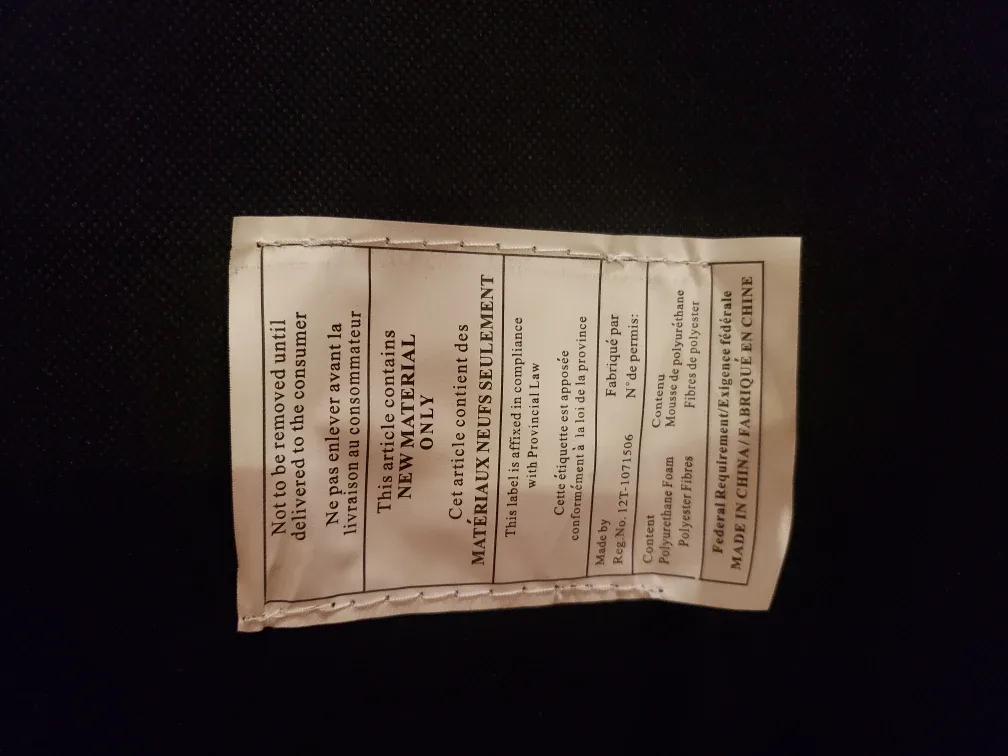 Not to be removed until
delivered to the consumer
Ne pas enlever avant la
livraison au consommateur
This article contains
NEW MATERIAL
ONLY
Cet article contient des
MATÉRIAUX NEUFS SEULEMENT
This label is affixed in compliance
with Provincial Law
Cette étiquette est apposée
conformément à la loi de la province
Made by Fabriqué par
Reg.No. 12T-1071506 N° de permis:
Content Contenu
Polyurethane Foam Mousse de polyuréthane
Polyester Fibres Fibres de polyester
Federal Requirement/Exigence fédérale
MADE IN CHINA / FABRIQUÉ EN CHINE